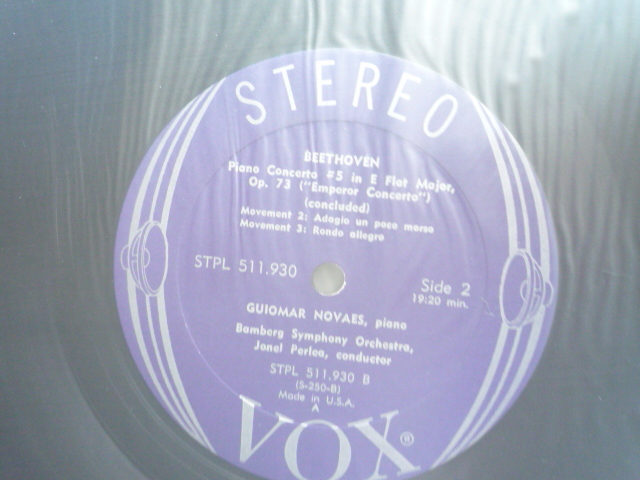 STEREO
BEETHOVEN
Piano Concerto #5 in E Flat Major,
Op. 73 ("Emperor Concerto")
(concluded)
Movement 2: Adagio un poco morso
Movement 3: Rondo allegro
STPL 511.930
Side 2
19:20 min.
GUIOMAR NOVAES, piano
Bamberg Symphony Orchestra,
Jonel Perlea, conductor
STPL 511.930 B
(S-250-B)
Made in U.S.A.
A
VOX®